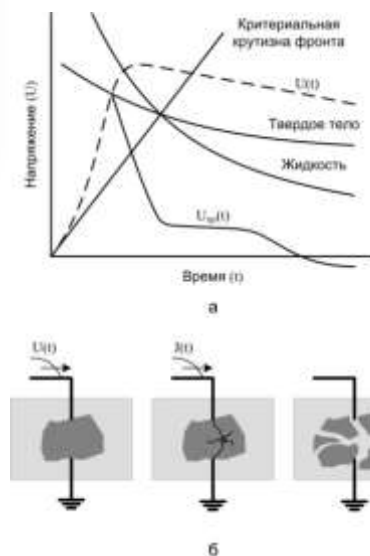 Критериальная
крутизна фронта
U(t)
Твердое тело
Жидкость
Uпр(t)
Напряжение (U)
Время (t)
а
U(t)
J(t)
б